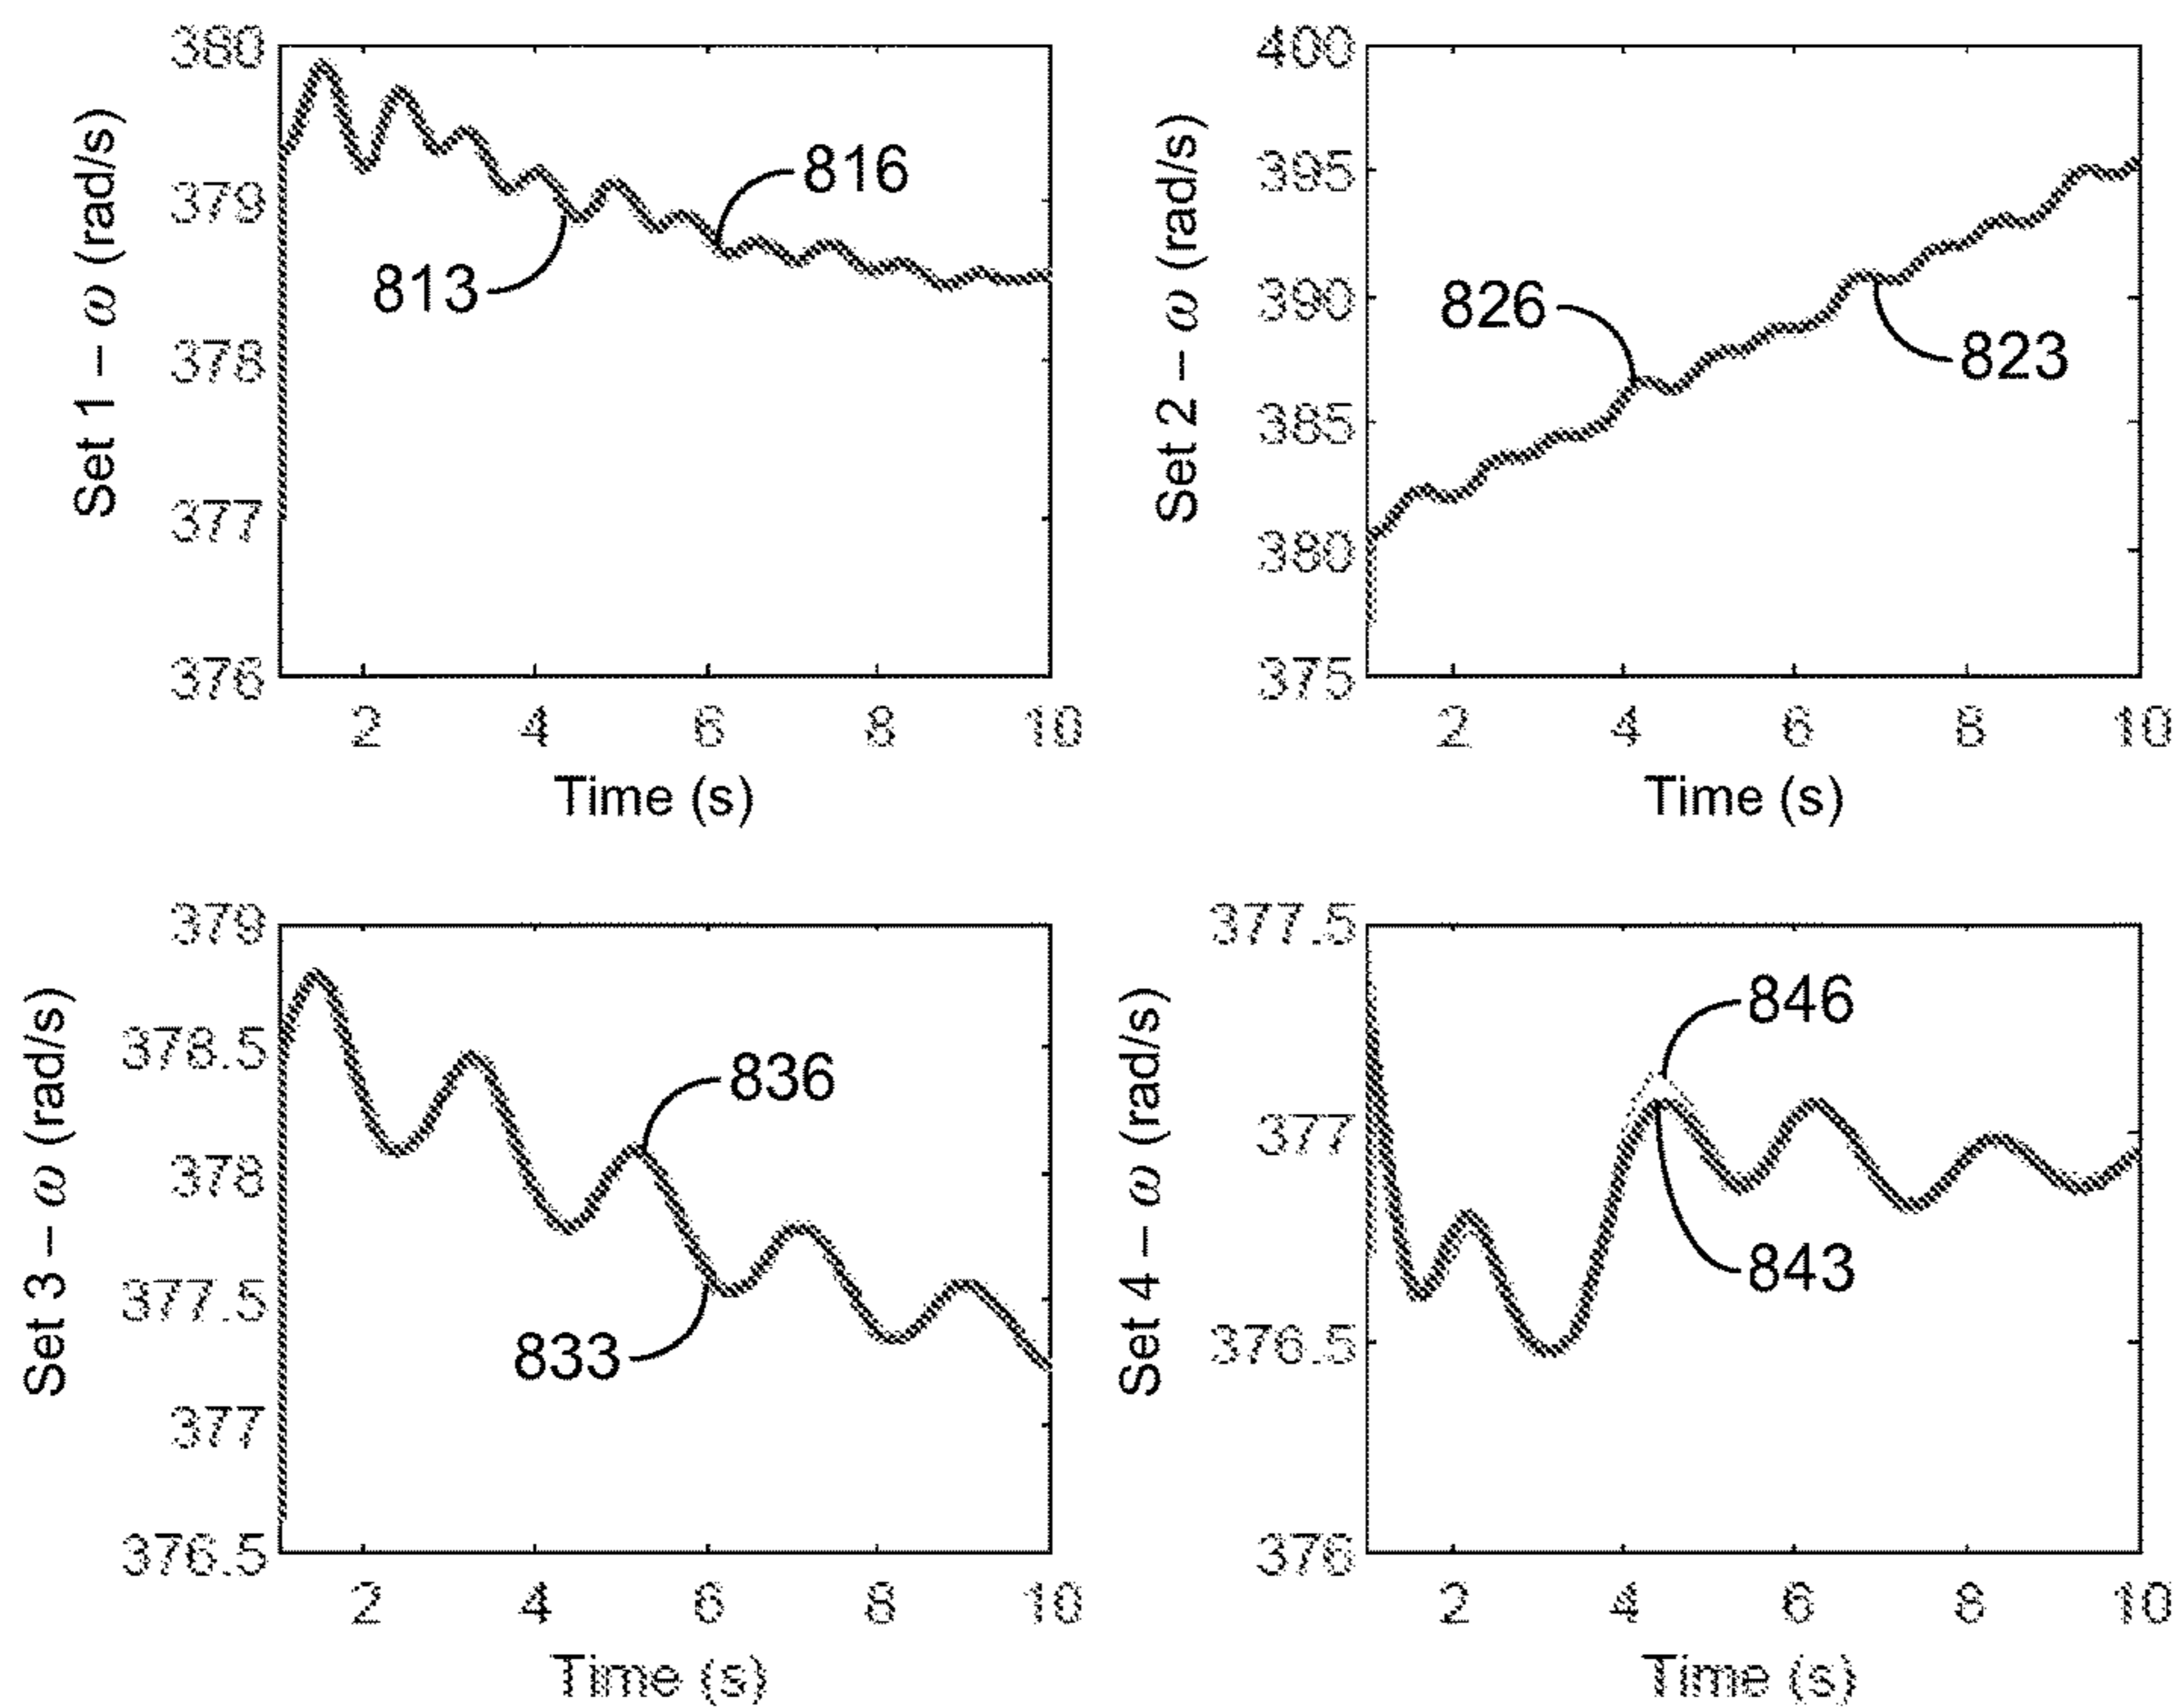 Set 1 – ω (rad/s)
380
379
378
377
376
813
816
2 4 6 8 10
Time (s)
Set 2 – ω (rad/s)
400
395
390
385
380
375
826
823
2 4 6 8 10
Time (s)
Set 3 – ω (rad/s)
379
378.5
378
377.5
377
376.5
836
833
2 4 6 8 10
Time (s)
Set 4 – ω (rad/s)
377.5
377
376.5
376
846
843
2 4 6 8 10
Time (s)